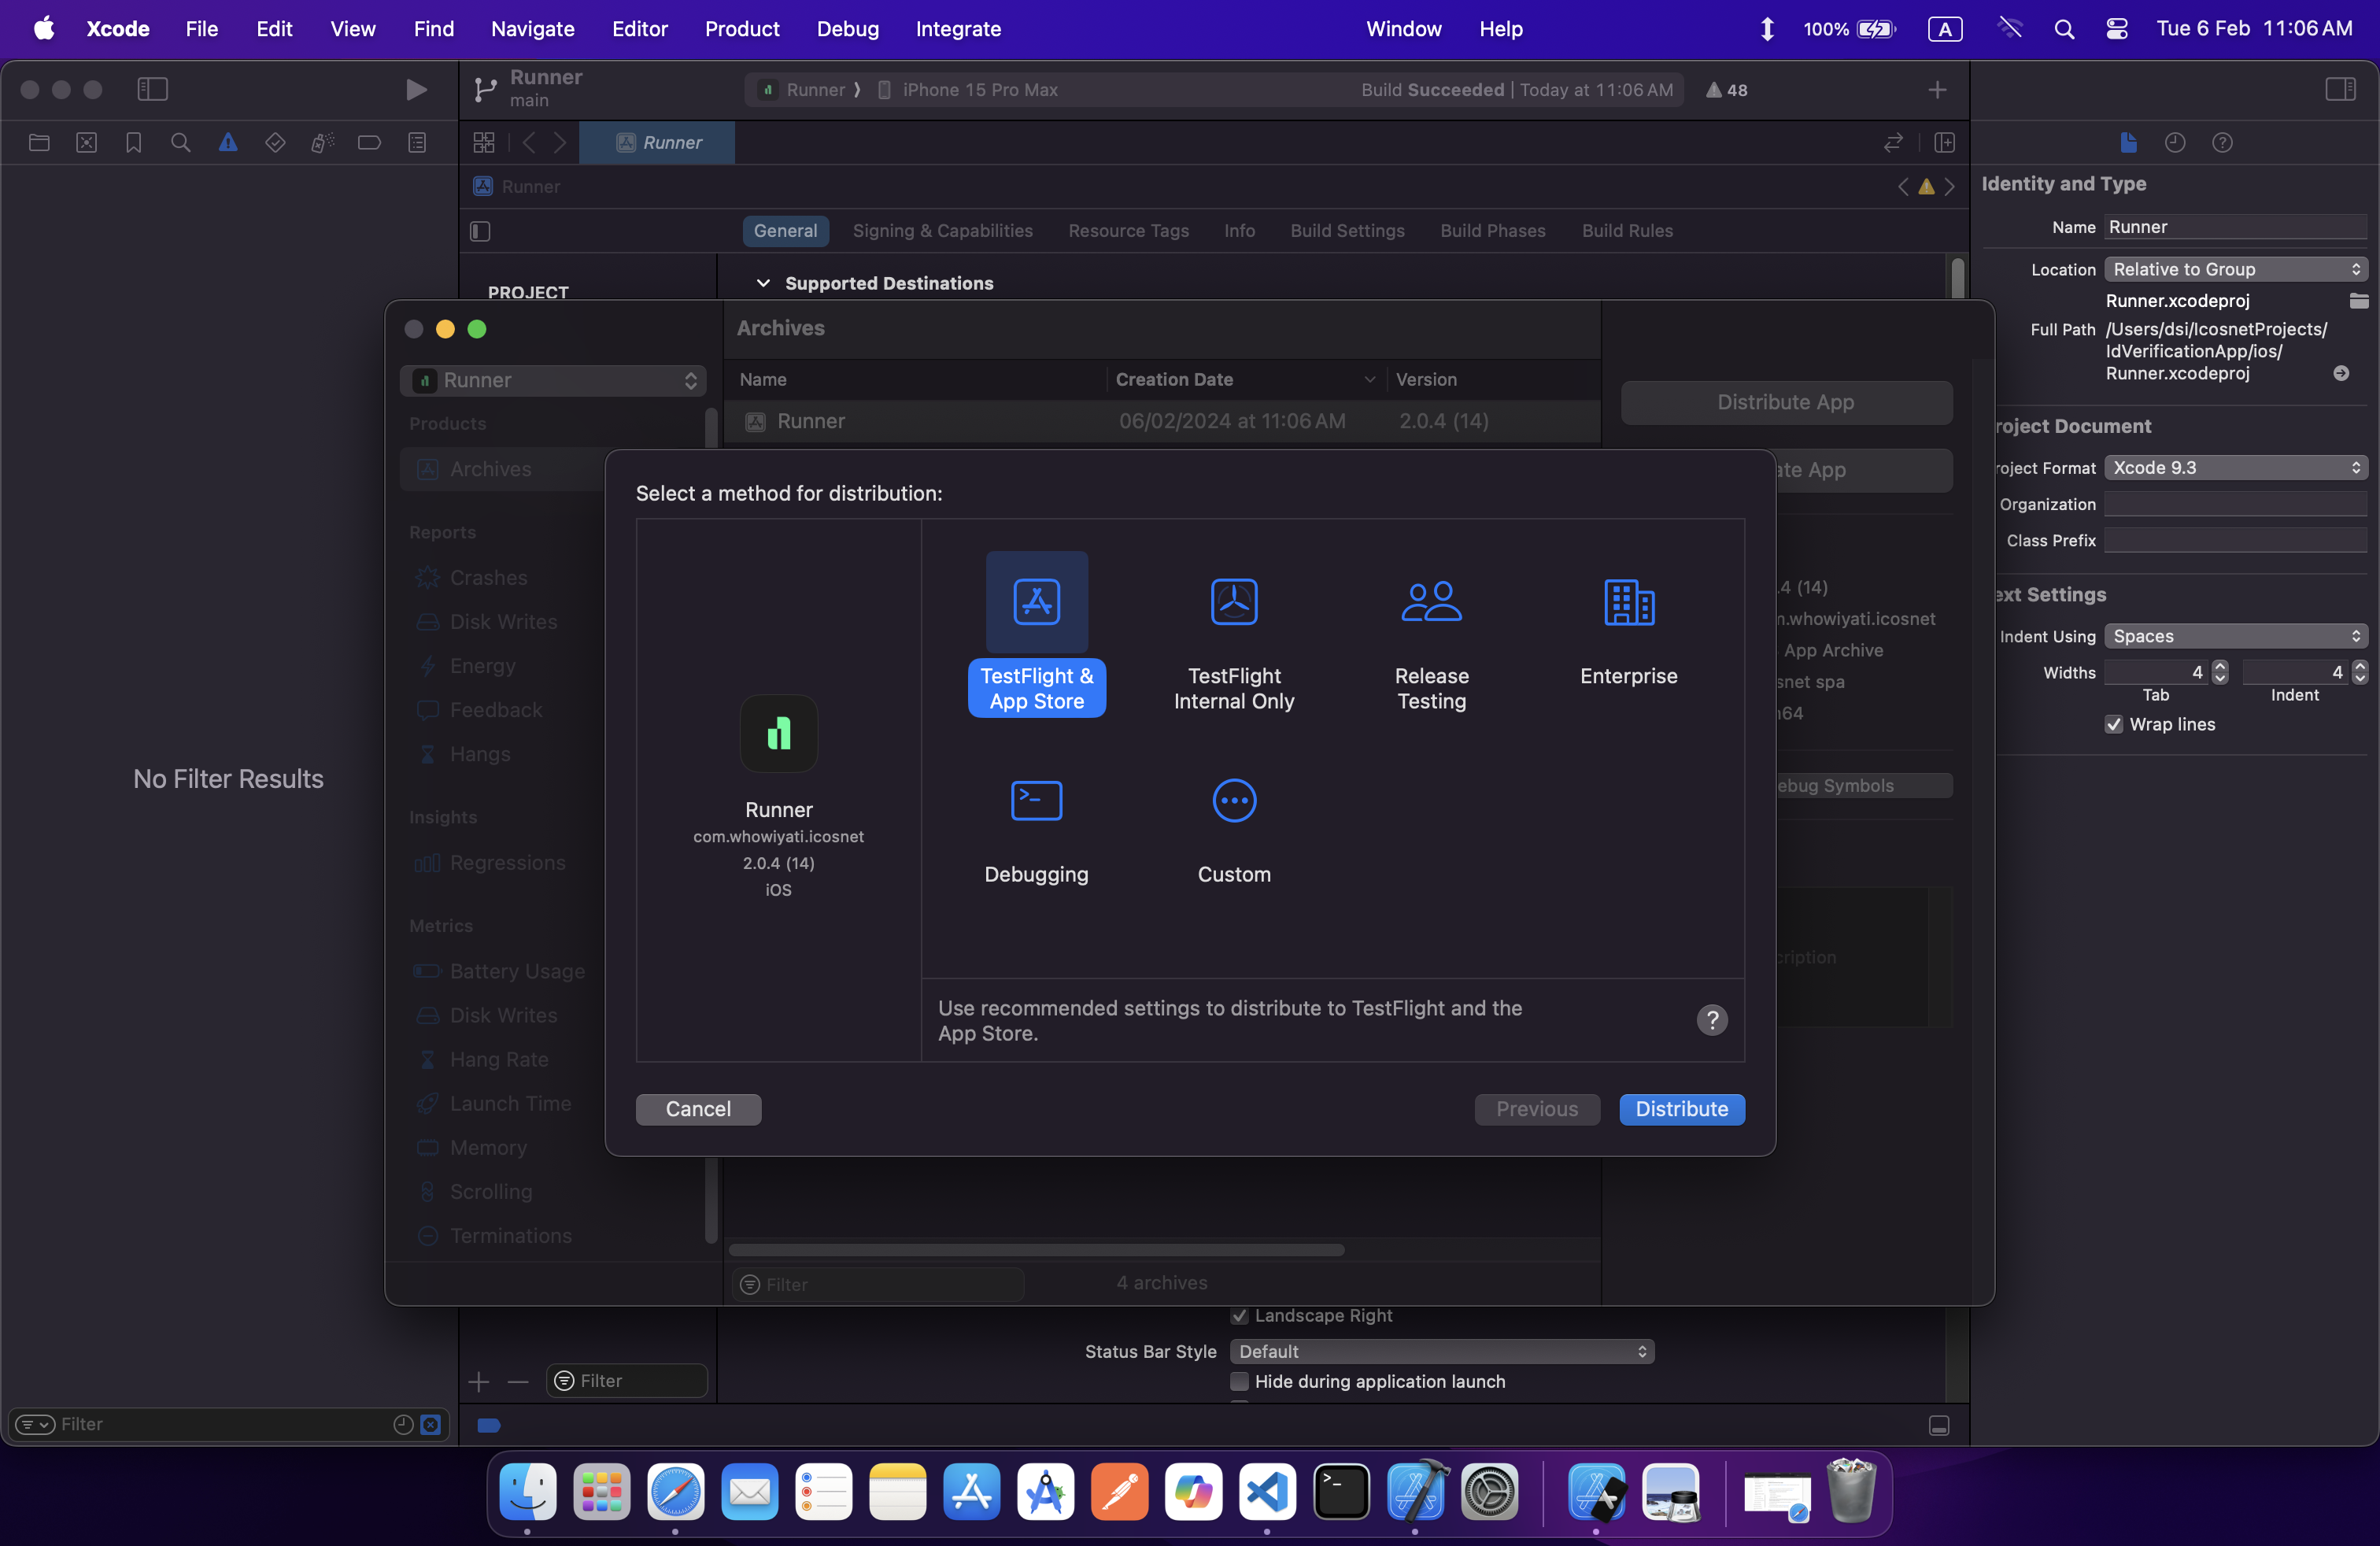 Xcode File Edit View Find Navigate Editor Product Debug Integrate Window Help 100% A Tue 6 Feb 11:06 AM
Runner
main
Runner ⟩ iPhone 15 Pro Max Build Succeeded | Today at 11:06 AM 48
Runner
Runner
General Signing & Capabilities Resource Tags Info Build Settings Build Phases Build Rules
PROJECT
Supported Destinations
No Filter Results
Filter
Archives
Runner
Name Creation Date Version
Runner 06/02/2024 at 11:06 AM 2.0.4 (14)
Products
Archives
Reports
Crashes
Disk Writes
Energy
Feedback
Hangs
Insights
Regressions
Metrics
Battery Usage
Disk Writes
Hang Rate
Launch Time
Memory
Scrolling
Terminations
Distribute App
ate App
.4 (14)
n.whowiyati.icosnet
App Archive
snet spa
ebug Symbols
cription
Select a method for distribution:
Runner
com.whowiyati.icosnet
2.0.4 (14)
iOS
TestFlight &
App Store
TestFlight
Internal Only
Release
Testing
Enterprise
Debugging
Custom
Use recommended settings to distribute to TestFlight and the
App Store.
?
Cancel Previous Distribute
Filter 4 archives
Landscape Right
Status Bar Style Default
Hide during application launch
Filter
Identity and Type
Name Runner
Location Relative to Group
Runner.xcodeproj
Full Path /Users/dsi/IcosnetProjects/
IdVerificationApp/ios/
Runner.xcodeproj
roject Document
roject Format Xcode 9.3
Organization
Class Prefix
ext Settings
Indent Using Spaces
Widths 4 4
Tab Indent
Wrap lines